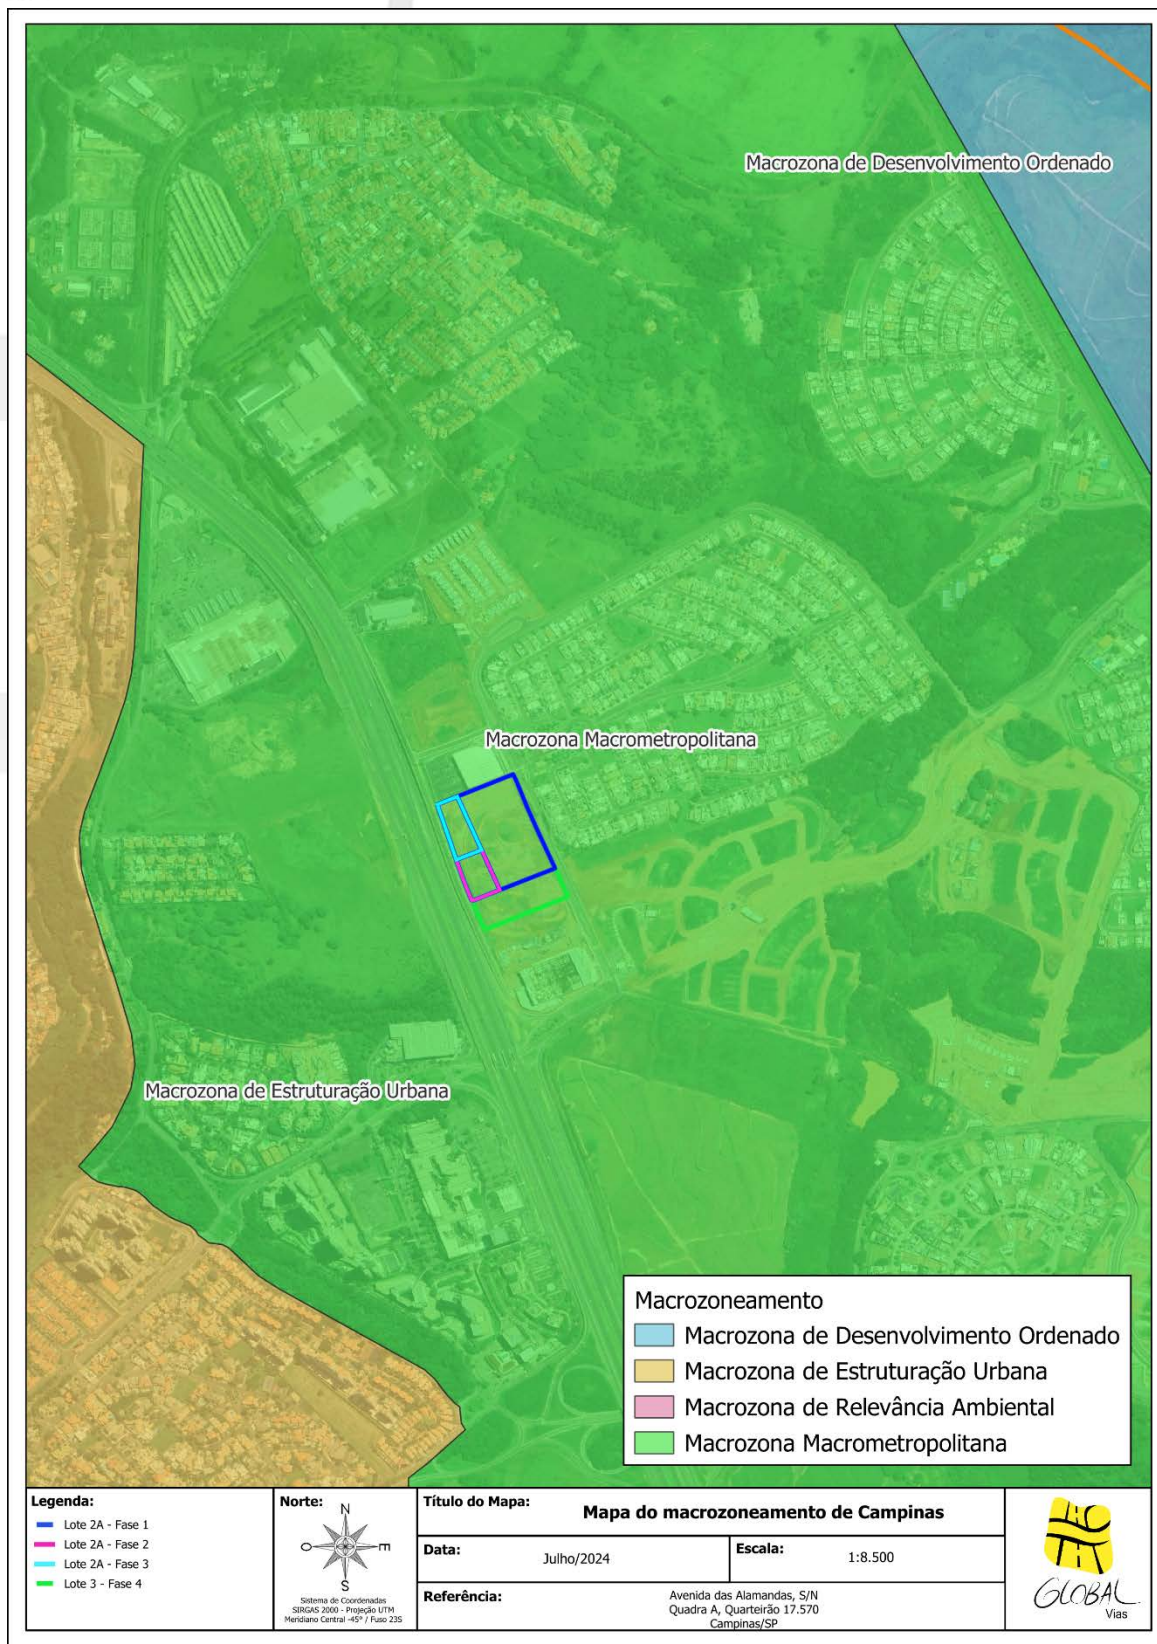 Macrozona de Desenvolvimento Ordenado
Macrozona Macrometropolitana
Macrozona de Estruturação Urbana
Macrozoneamento
Macrozona de Desenvolvimento Ordenado
Macrozona de Estruturação Urbana
Macrozona de Relevância Ambiental
Macrozona Macrometropolitana
Legenda:
Lote 2A - Fase 1
Lote 2A - Fase 2
Lote 2A - Fase 3
Lote 3 - Fase 4
Norte:
N
O
E
S
Sistema de Coordenadas
SIRGAS 2000 - Projeção UTM
Meridiano Central -45° / Fuso 23S
Título do Mapa:
Mapa do macrozoneamento de Campinas
Data:
Julho/2024
Escala:
1:8.500
Referência:
Avenida das Alamandas, S/N
Quadra A, Quarteirão 17.570
Campinas/SP
GLOBAL
Vias